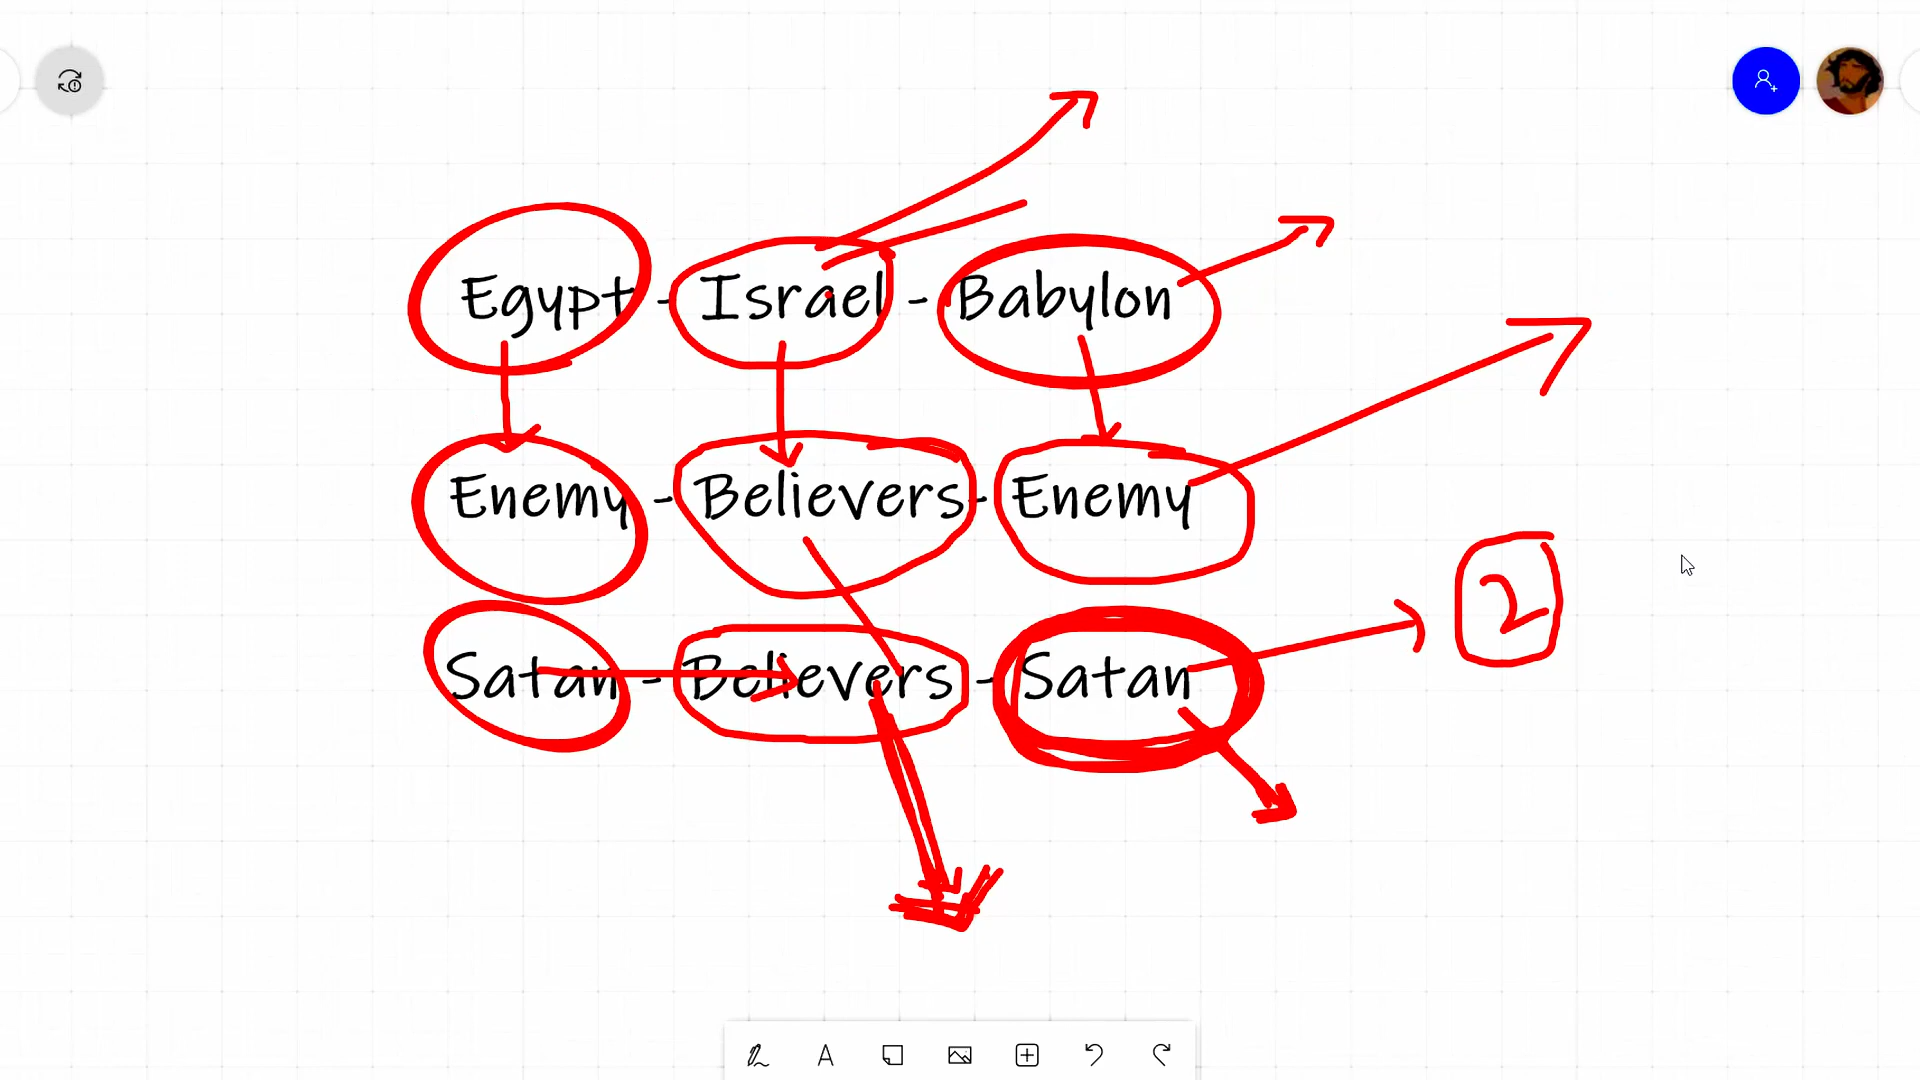 Egypt - Israel - Babylon
Enemy - Believers - Enemy
2
Satan - Believers - Satan